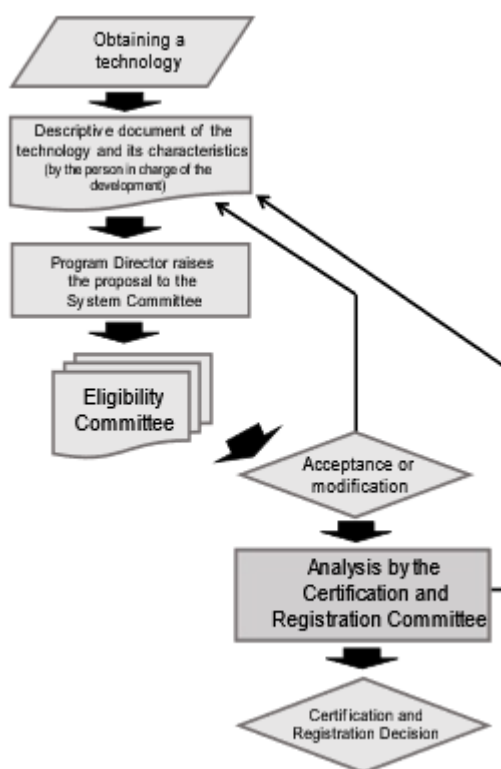 Obtaining a
technology
Descriptive document of the
technology and its characteristics
(by the person in charge of the
development)
Program Director raises
the proposal to the
System Committee
Eligibility
Committee
Acceptance or
modification
Analysis by the
Certification and
Registration Committee
Certification and
Registration Decision